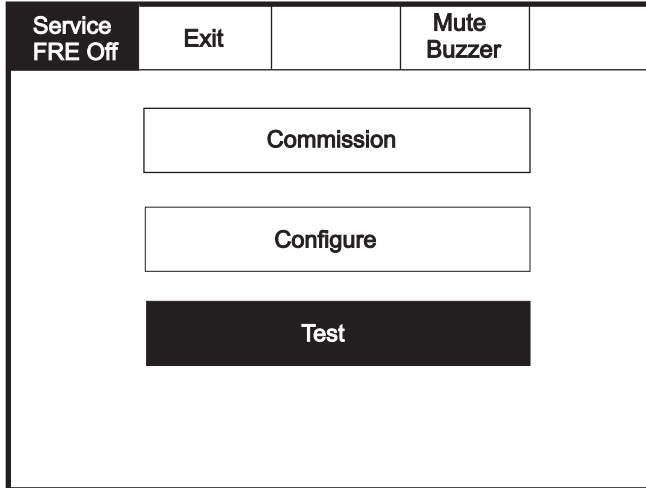 Service
FRE Off
Exit
Mute
Buzzer
Commission
Configure
Test